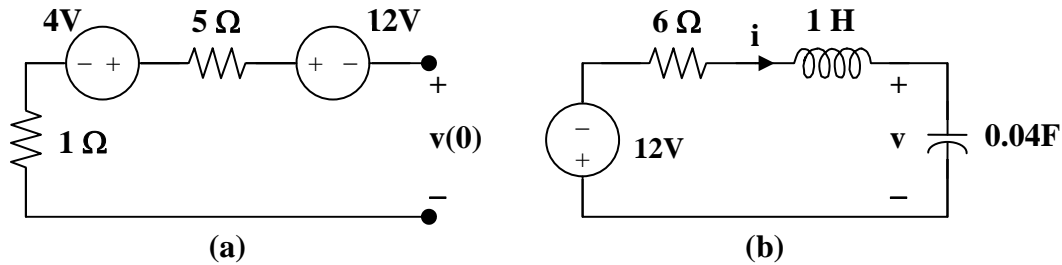 4V 5 Ω 12V 6 Ω 1 H
i
− + + − + − +
1 Ω v(0) + − 12V v 0.04F
− −
(a) (b)